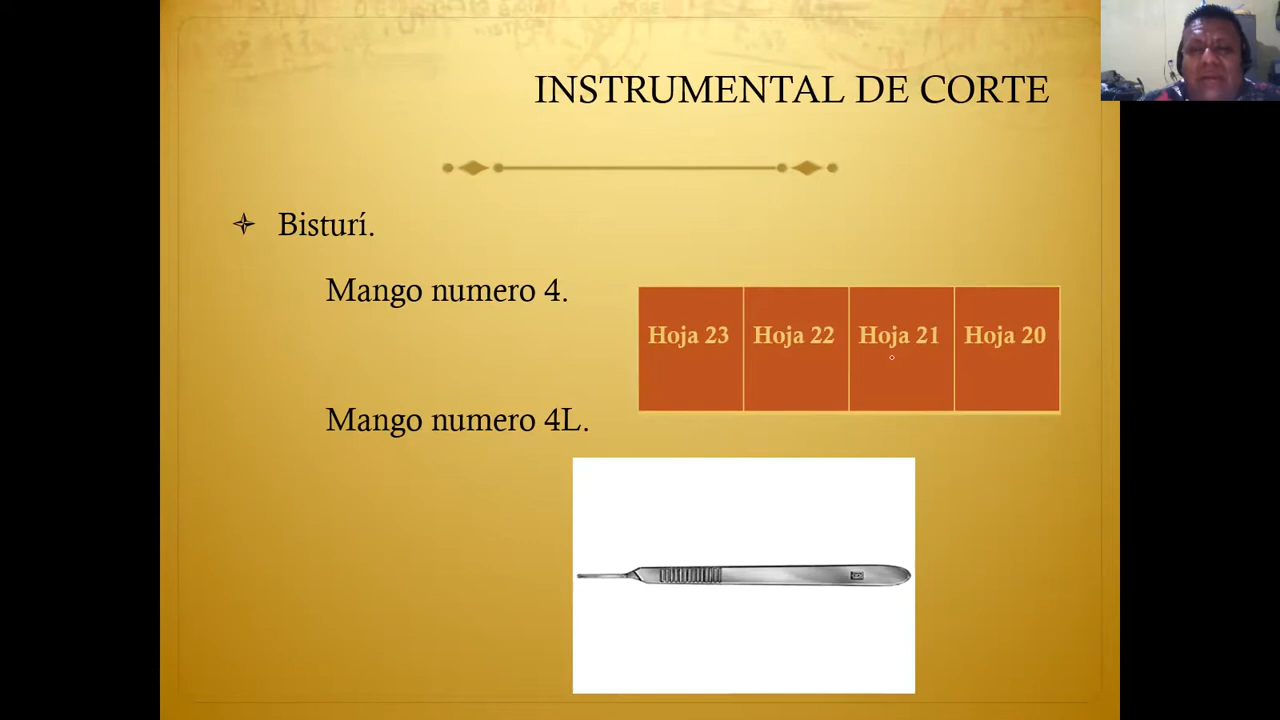 INSTRUMENTAL DE CORTE
Bisturí.
Mango numero 4.
Hoja 23 Hoja 22 Hoja 21 Hoja 20
Mango numero 4L.